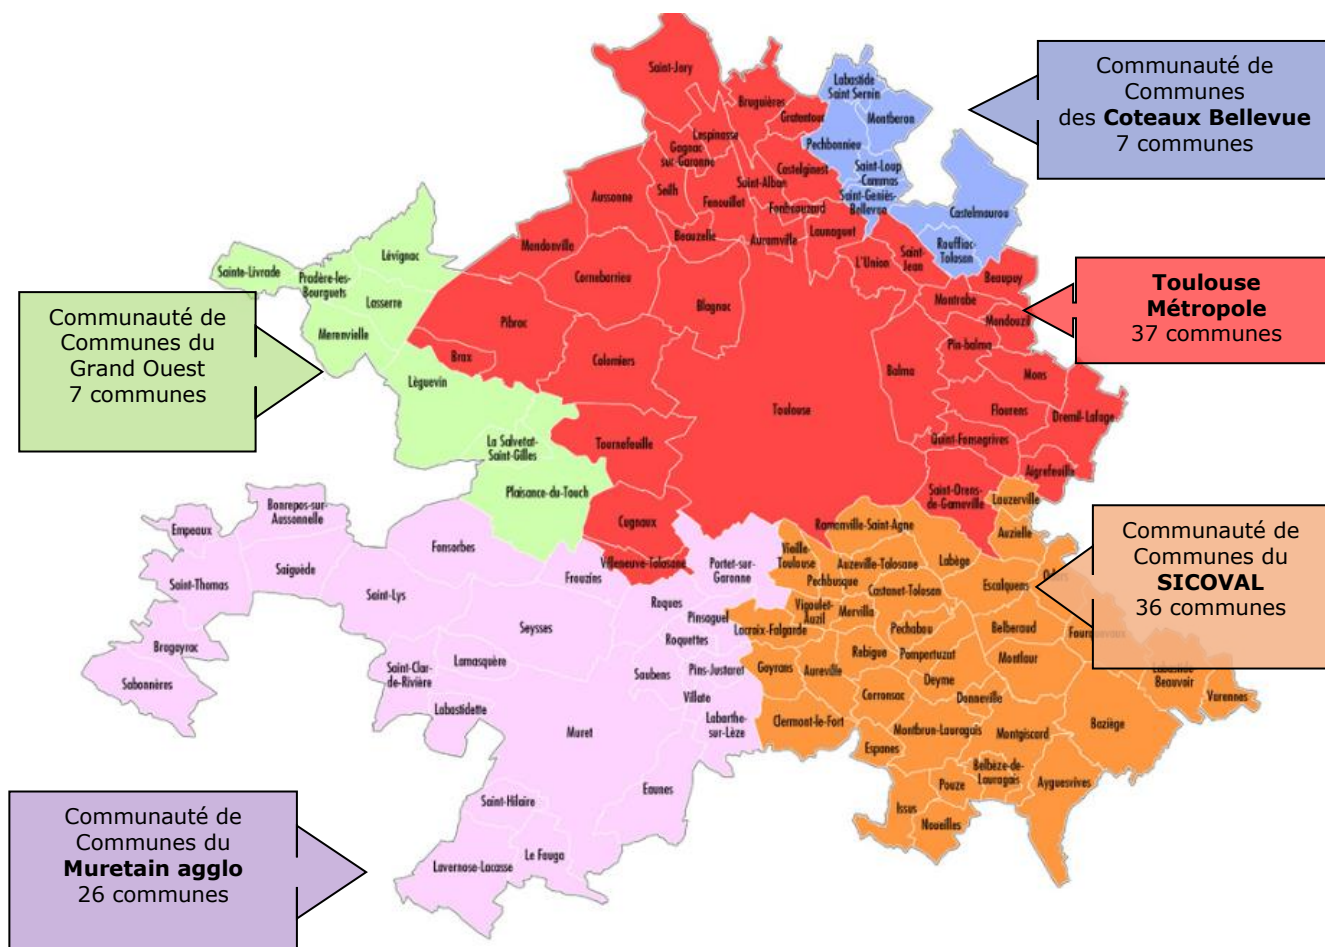 Communauté de
Communes
des Coteaux Bellevue
7 communes
Toulouse
Métropole
37 communes
Communauté de
Communes du
Grand Ouest
7 communes
Communauté de
Communes du
SICOVAL
36 communes
Communauté de
Communes du
Muretain agglo
26 communes
Saint-Jory
Bruguières
Gratentour
Lespinasse
Gagnac
sur-Garonne
Labastide
Saint Sernin
Montberon
Pechbonnieu
Saint-Loup
-Cammas
Saint-Geniès-
Bellevue
Castelmaurou
Rouffiac-
Tolosan
Castelginest
Saint-Alban
Fonbeauzard
Aussonne
Seilh
Fenouillet
Beauzelle
Aucamville
Launaguet
L'Union
Saint-
Jean
Beaupuy
Montrabe
Mondouzil
Pin-balma
Mondonville
Cornebarrieu
Blagnac
Pibrac
Brax
Colomiers
Balma
Mons
Flourens
Dremil-Lafage
Toulouse
Tournefeuille
Quint-Fonsegrives
Aigrefeuille
Saint-Orens
-de-Gameville
Cugnaux
Villeneuve-Tolosane
Sainte-Livrade
Lévignac
Pradère-les-
Bourguets
Lasserre
Merenvielle
Lèguevin
La Salvetat-
Saint-Gilles
Plaisance-du-Touch
Bonrepos-sur-
Aussonnelle
Empeaux
Saiguède
Saint-Thomas
Bragayrac
Sabonnères
Fonsorbes
Saint-Lys
Frouzins
Portet-sur-
Garonne
Seysses
Roques
Pinsaguel
Roquettes
Saubens
Pins-Justaret
Villate
Labarthe
-sur-Lèze
Lamasquère
Saint-Clar-
de-Rivière
Labastidette
Muret
Eaunes
Saint-Hilaire
Le Fauga
Lavernose-Lacasse
Lauzerville
Auzielle
Ramonville-Saint-Agne
Vieille-
Toulouse
Auzeville-Tolosane
Labège
Pechbusque
Castanet-Tolosan
Escalquens
Vigoulet-
Auzil
Mervilla
Lacroix-Falgarde
Pechabou
Belberaud
Rebigue
Pompertuzat
Montlaur
Goyrans
Aureville
Deyme
Corronsac
Donneville
Beauvoir
Varennes
Clermont-le-Fort
Montbrun-Lauragais
Montgiscard
Baziège
Espanes
Belbèze-de-
Lauragais
Pouze
Ayguesvives
Issus
Noueilles